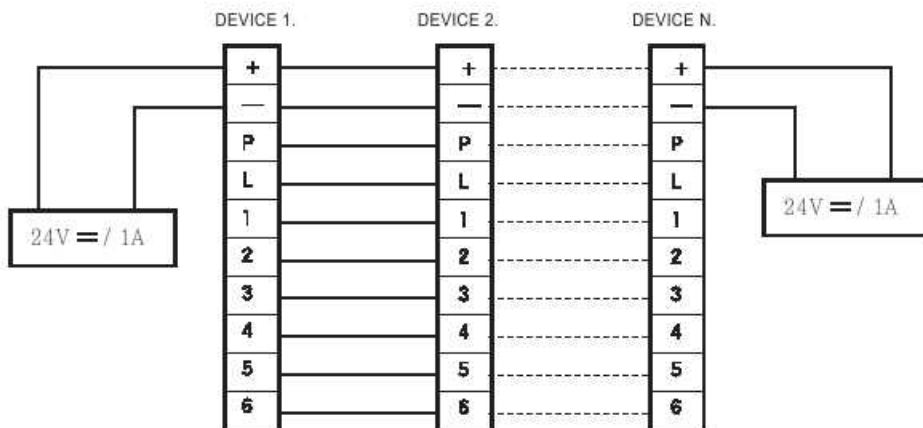 DEVICE 1. DEVICE 2. DEVICE N.
+ + +
— — —
P P P
L L L
24V = / 1A 1 1 1 24V = / 1A
2 2 2
3 3 3
4 4 4
5 5 5
6 6 6